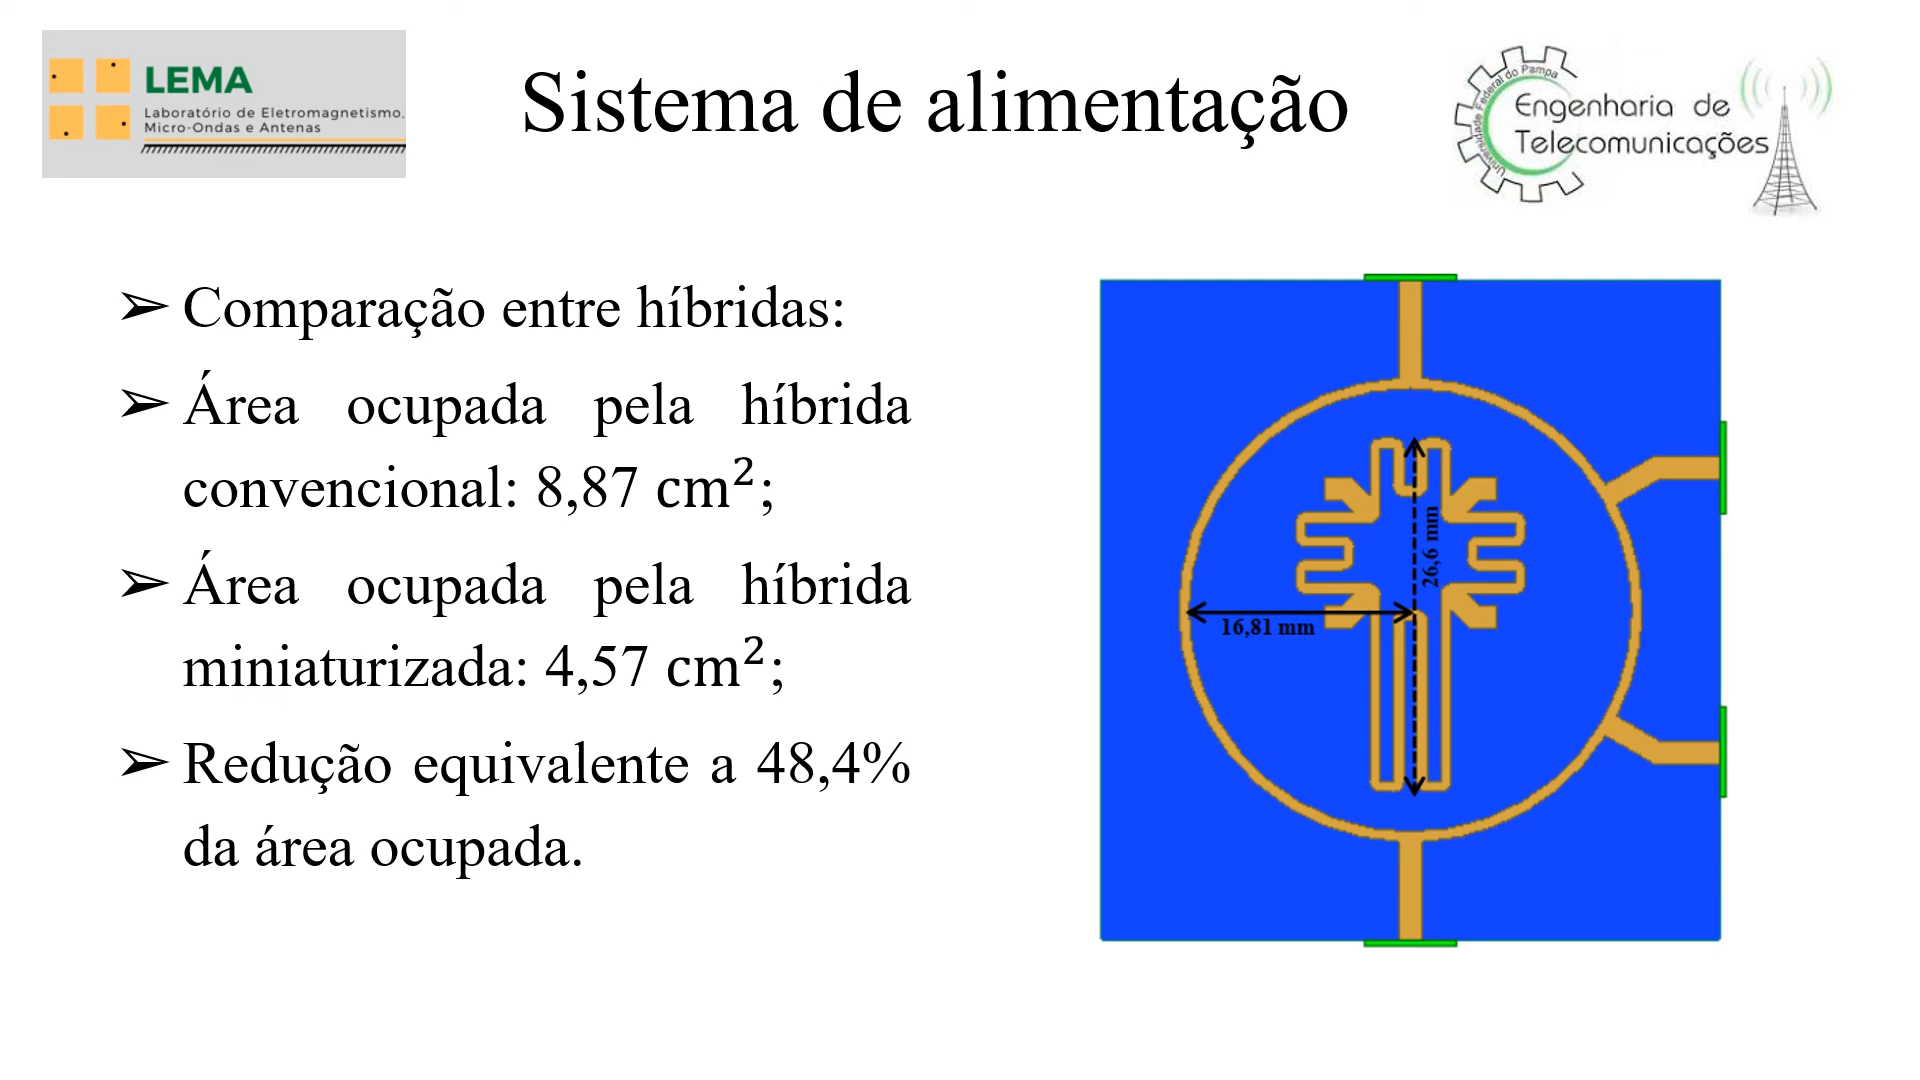 LEMA
Laboratório de Eletromagnetismo,
Micro-Ondas e Antenas
Sistema de alimentação
Universidade Federal do Pampa
Engenharia de
Telecomunicações
➢ Comparação entre híbridas:
➢ Área ocupada pela híbrida
convencional: 8,87 cm²;
➢ Área ocupada pela híbrida
miniaturizada: 4,57 cm²;
➢ Redução equivalente a 48,4%
da área ocupada.
26,6 mm
16,81 mm